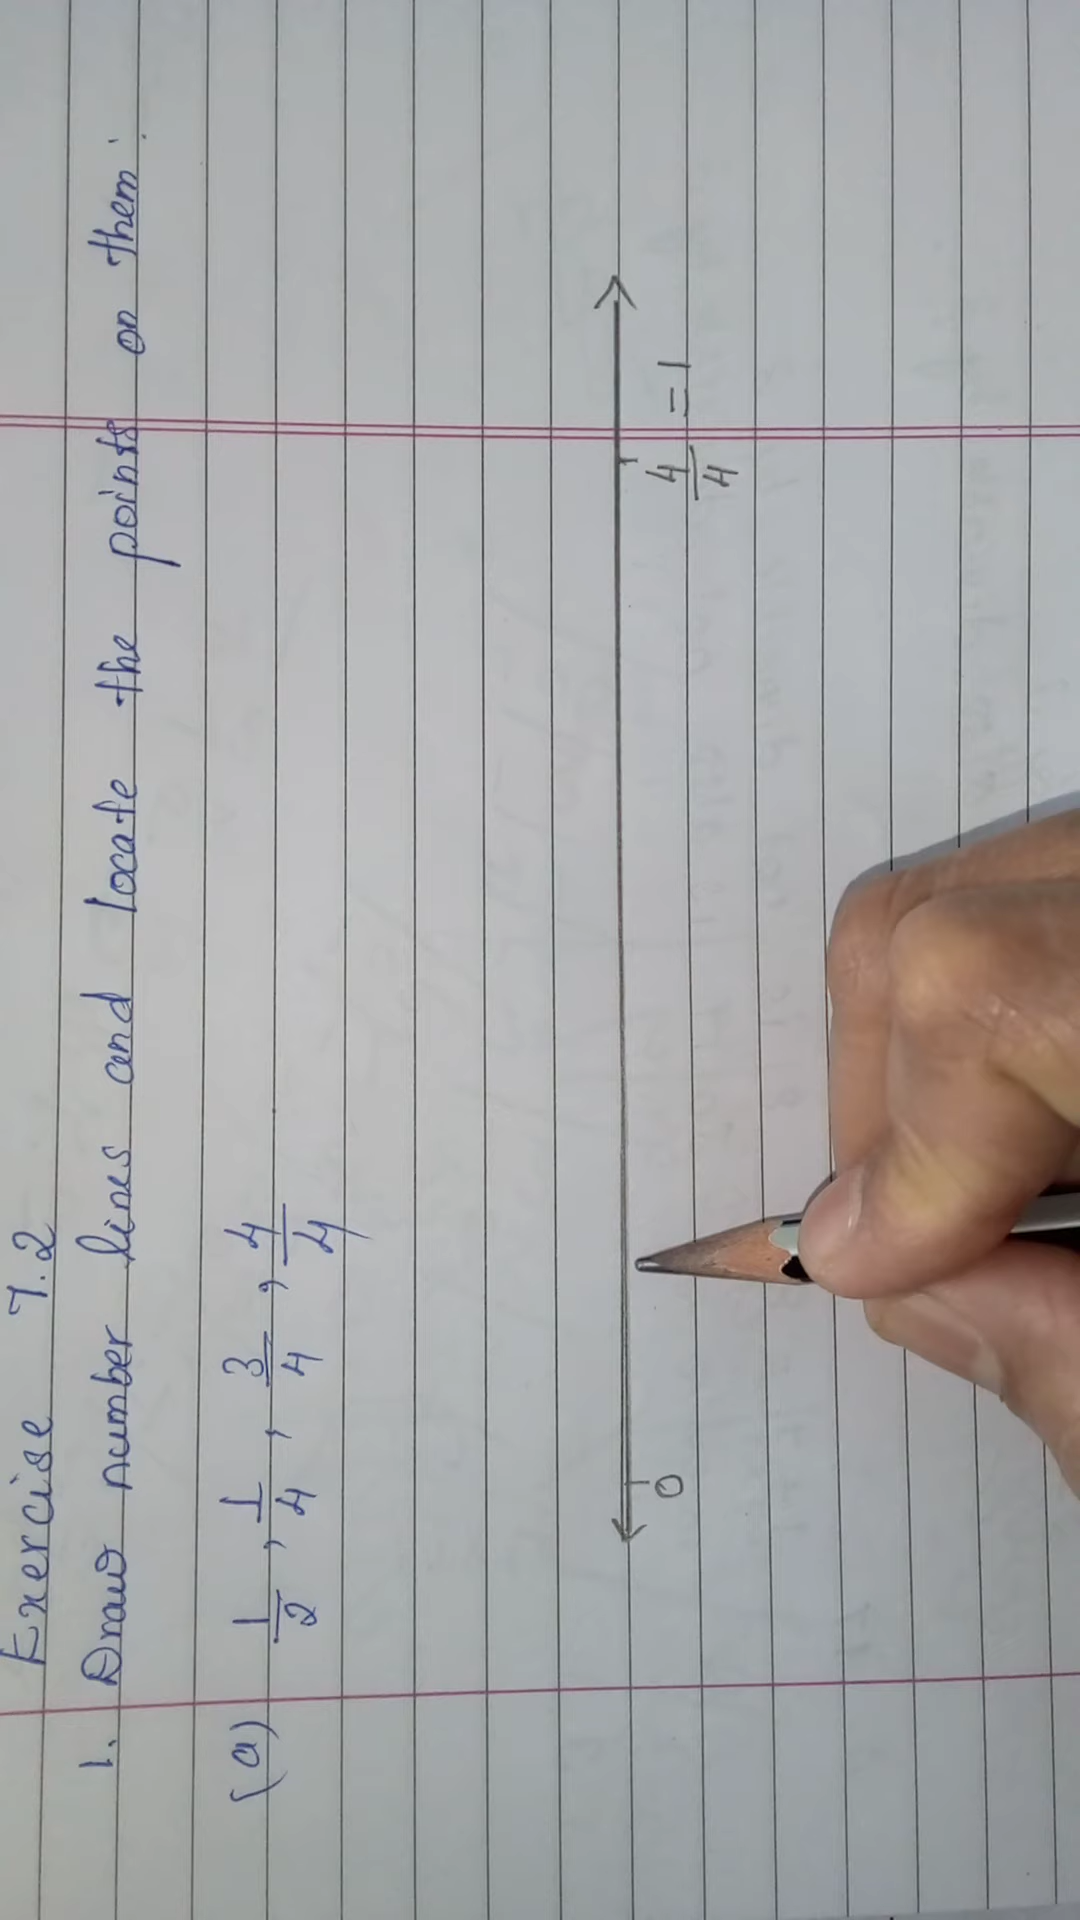 Exercise 7.2
1. Draw number lines and locate the points on them:
(a) 1/2, 1/4, 3/4, 4/4
0 4/4 = 1